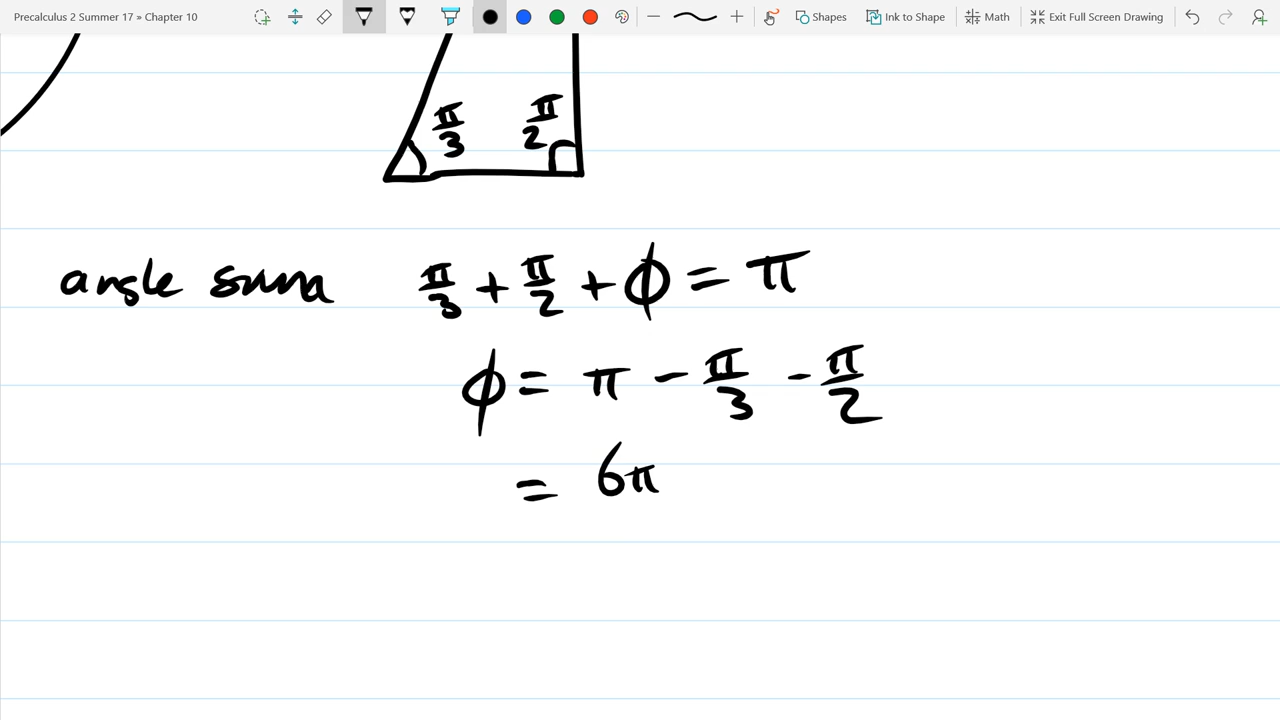 Precalculus 2 Summer 17 » Chapter 10 Shapes Ink to Shape Math Exit Full Screen Drawing
π/3 π/2
angle sum π/3 + π/2 + ϕ = π
ϕ = π - π/3 - π/2
= 6π